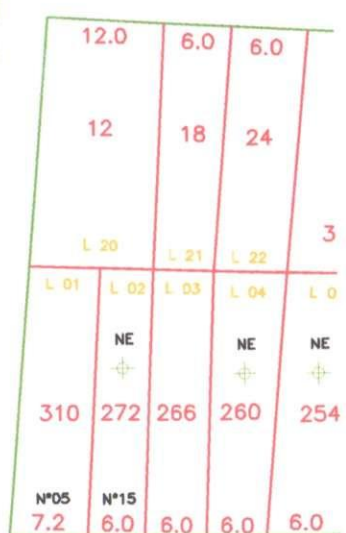 12.0 6.0 6.0
12 18 24
3
L 20 L 21 L 22
L 01 L 02 L 03 L 04 L 0
NE NE NE
310 272 266 260 254
N°05 N°15
7.2 6.0 6.0 6.0 6.0